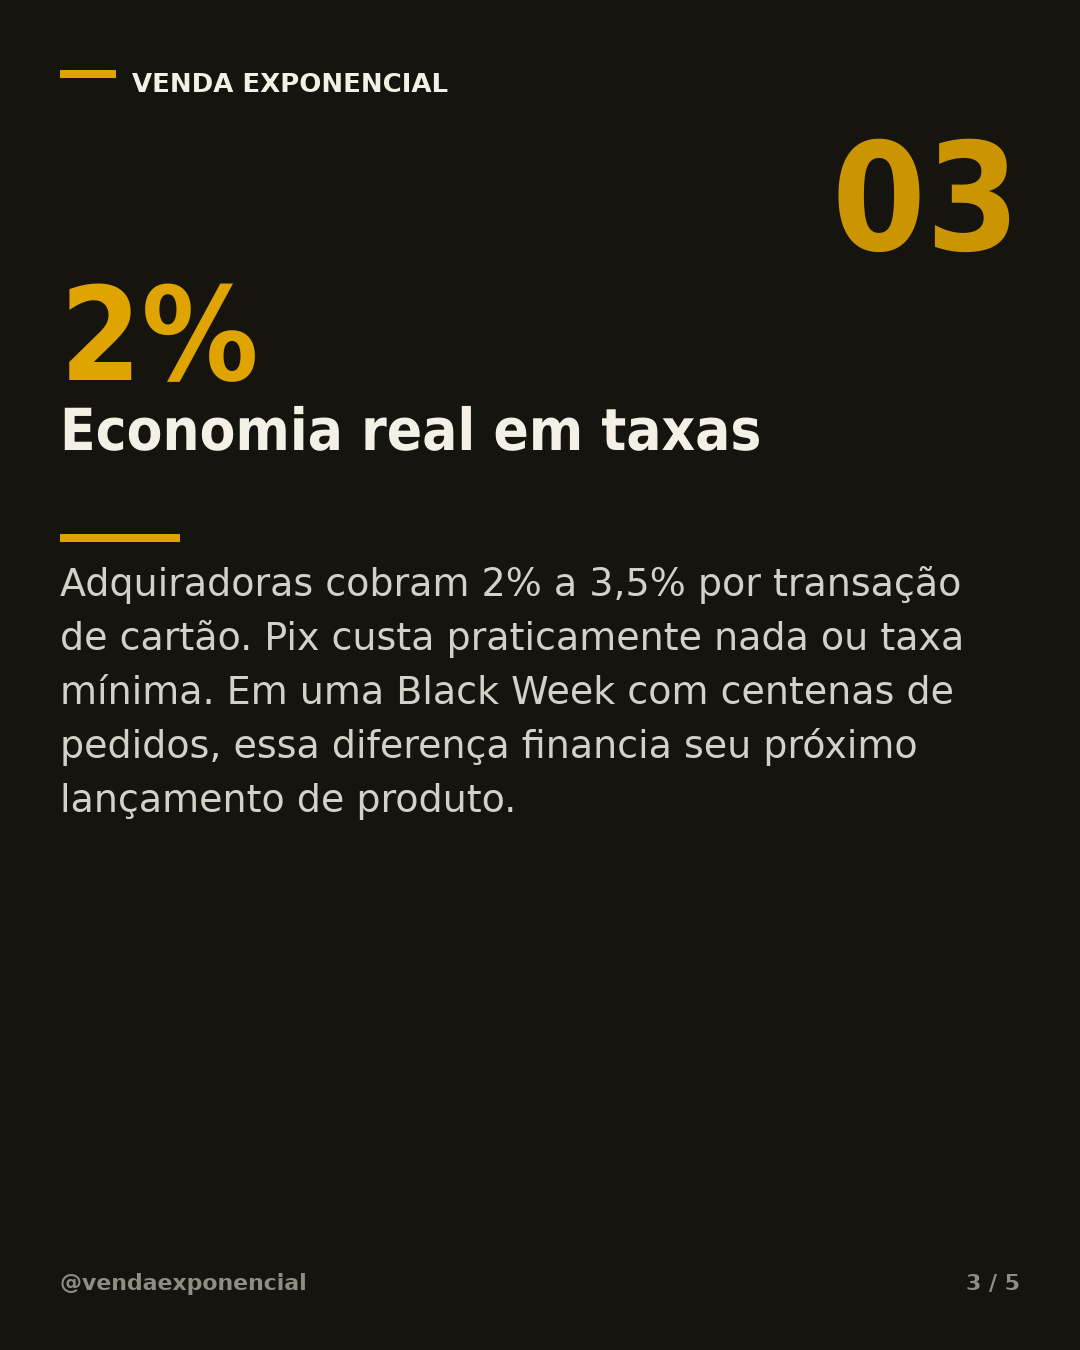 VENDA EXPONENCIAL
03
2%
Economia real em taxas
Adquiradoras cobram 2% a 3,5% por transação
de cartão. Pix custa praticamente nada ou taxa
mínima. Em uma Black Week com centenas de
pedidos, essa diferença financia seu próximo
lançamento de produto.
@vendaexponencial
3 / 5